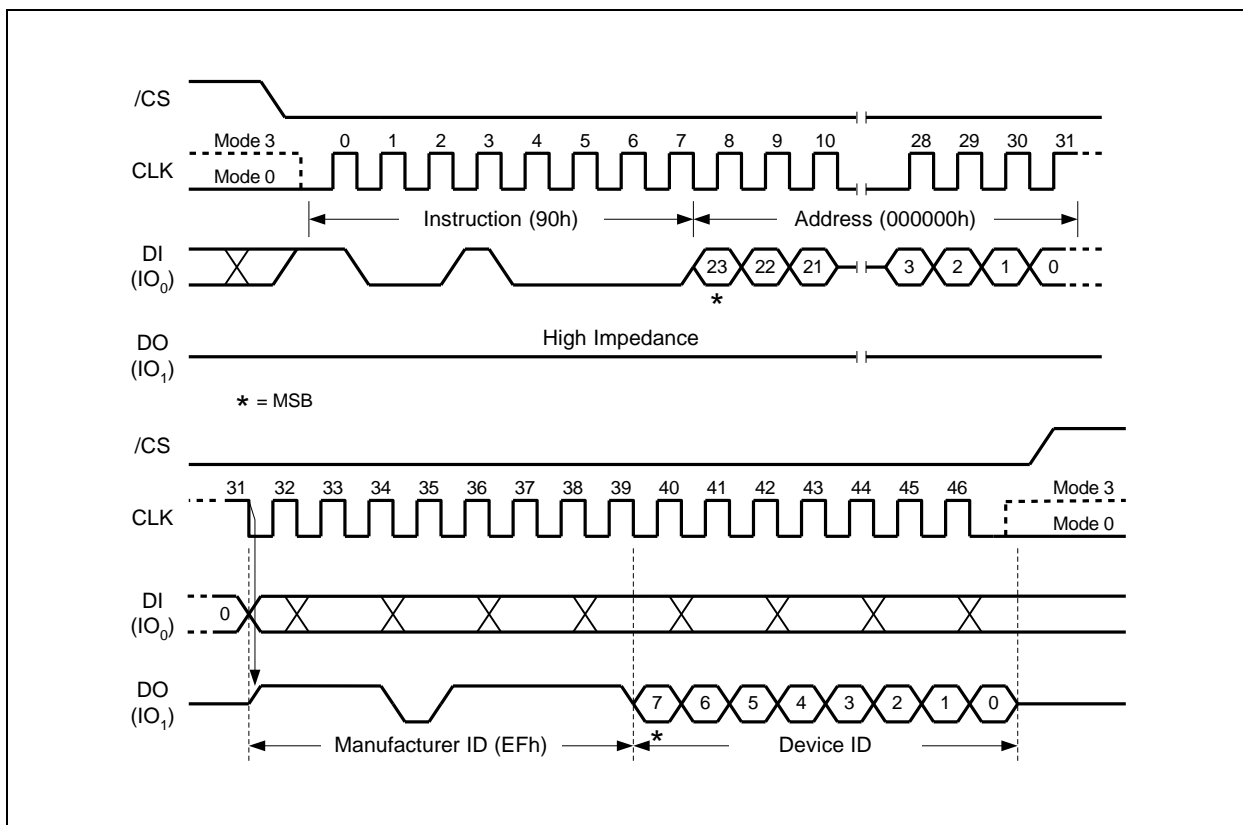 /CS
Mode 3 0 1 2 3 4 5 6 7 8 9 10 28 29 30 31
CLK
Mode 0
Instruction (90h) Address (000000h)
DI
(IO0)
23 22 21 3 2 1 0
*
High Impedance
DO
(IO1)
* = MSB
/CS
31 32 33 34 35 36 37 38 39 40 41 42 43 44 45 46 Mode 3
CLK
Mode 0
DI
(IO0)
0
DO
(IO1)
7 6 5 4 3 2 1 0
Manufacturer ID (EFh) * Device ID